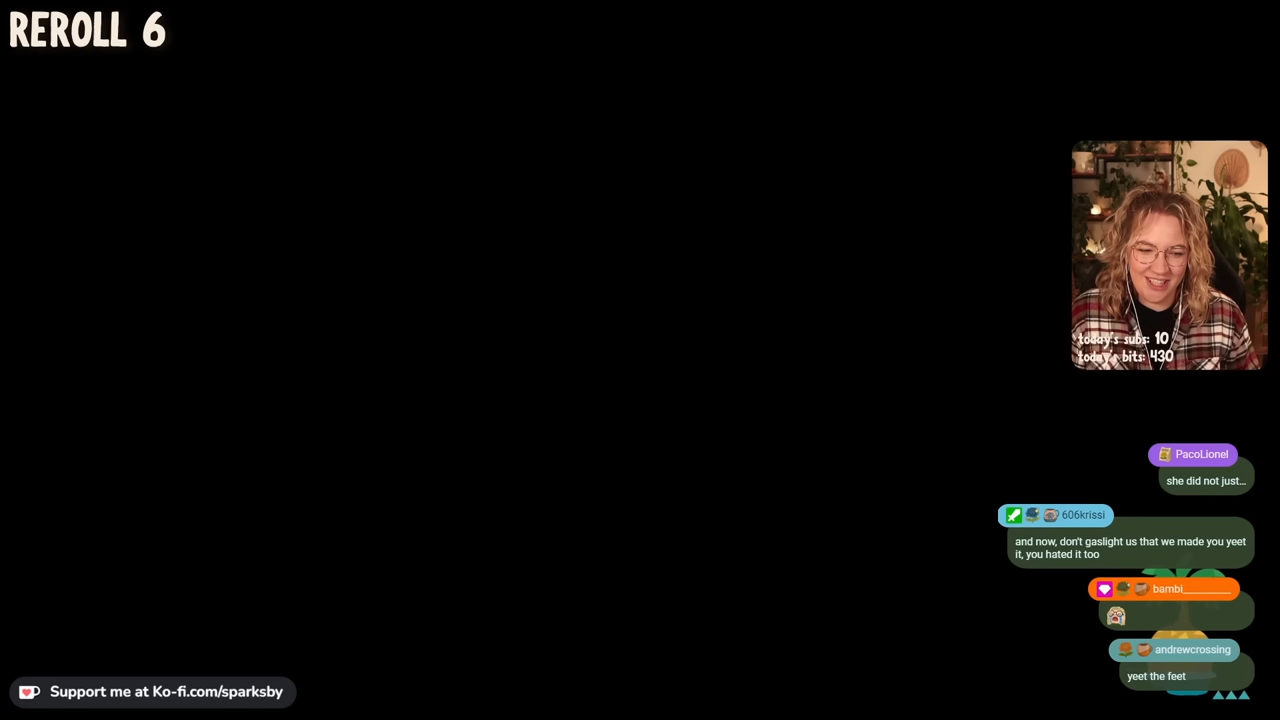 REROLL 6
today's subs: 10
today's bits: 430
PacoLionel
she did not just...
606krissi
and now, don't gaslight us that we made you yeet
it, you hated it too
bambi_________
andrewcrossing
yeet the feet
Support me at Ko-fi.com/sparksby